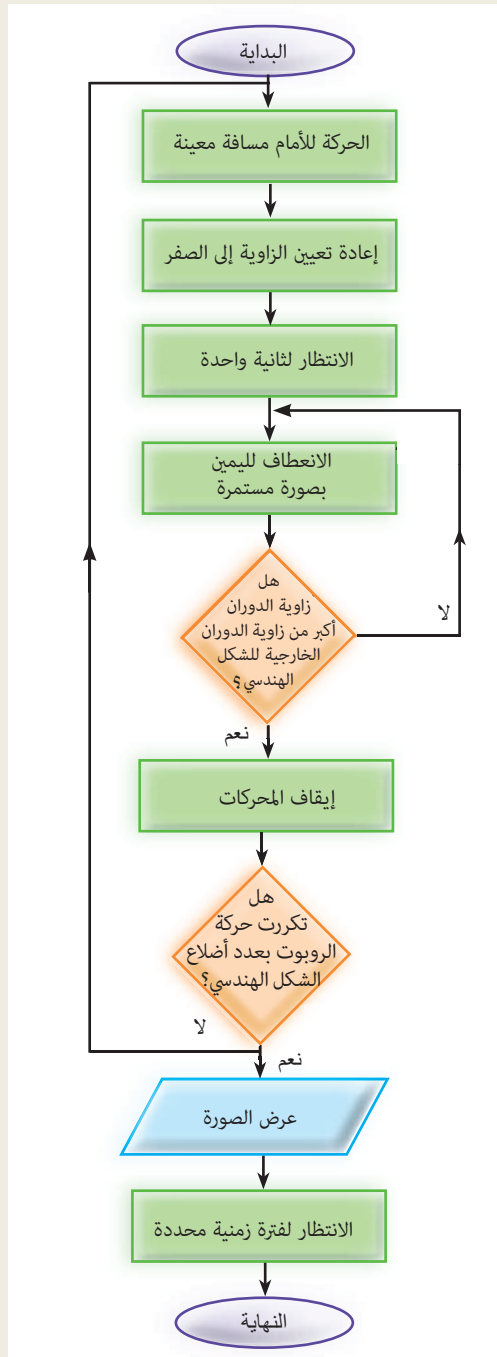 البداية
الحركة للأمام مسافة معينة
إعادة تعيين الزاوية إلى الصفر
الانتظار لثانية واحدة
الانعطاف لليمين
بصورة مستمرة
هل
زاوية الدوران
أكبر من زاوية الدوران
الخارجية للشكل
الهندسي؟
لا
نعم
إيقاف المحركات
هل
تكررت حركة
الروبوت بعدد أضلاع
الشكل الهندسي؟
لا
نعم
عرض الصورة
الانتظار لفترة زمنية محددة
النهاية